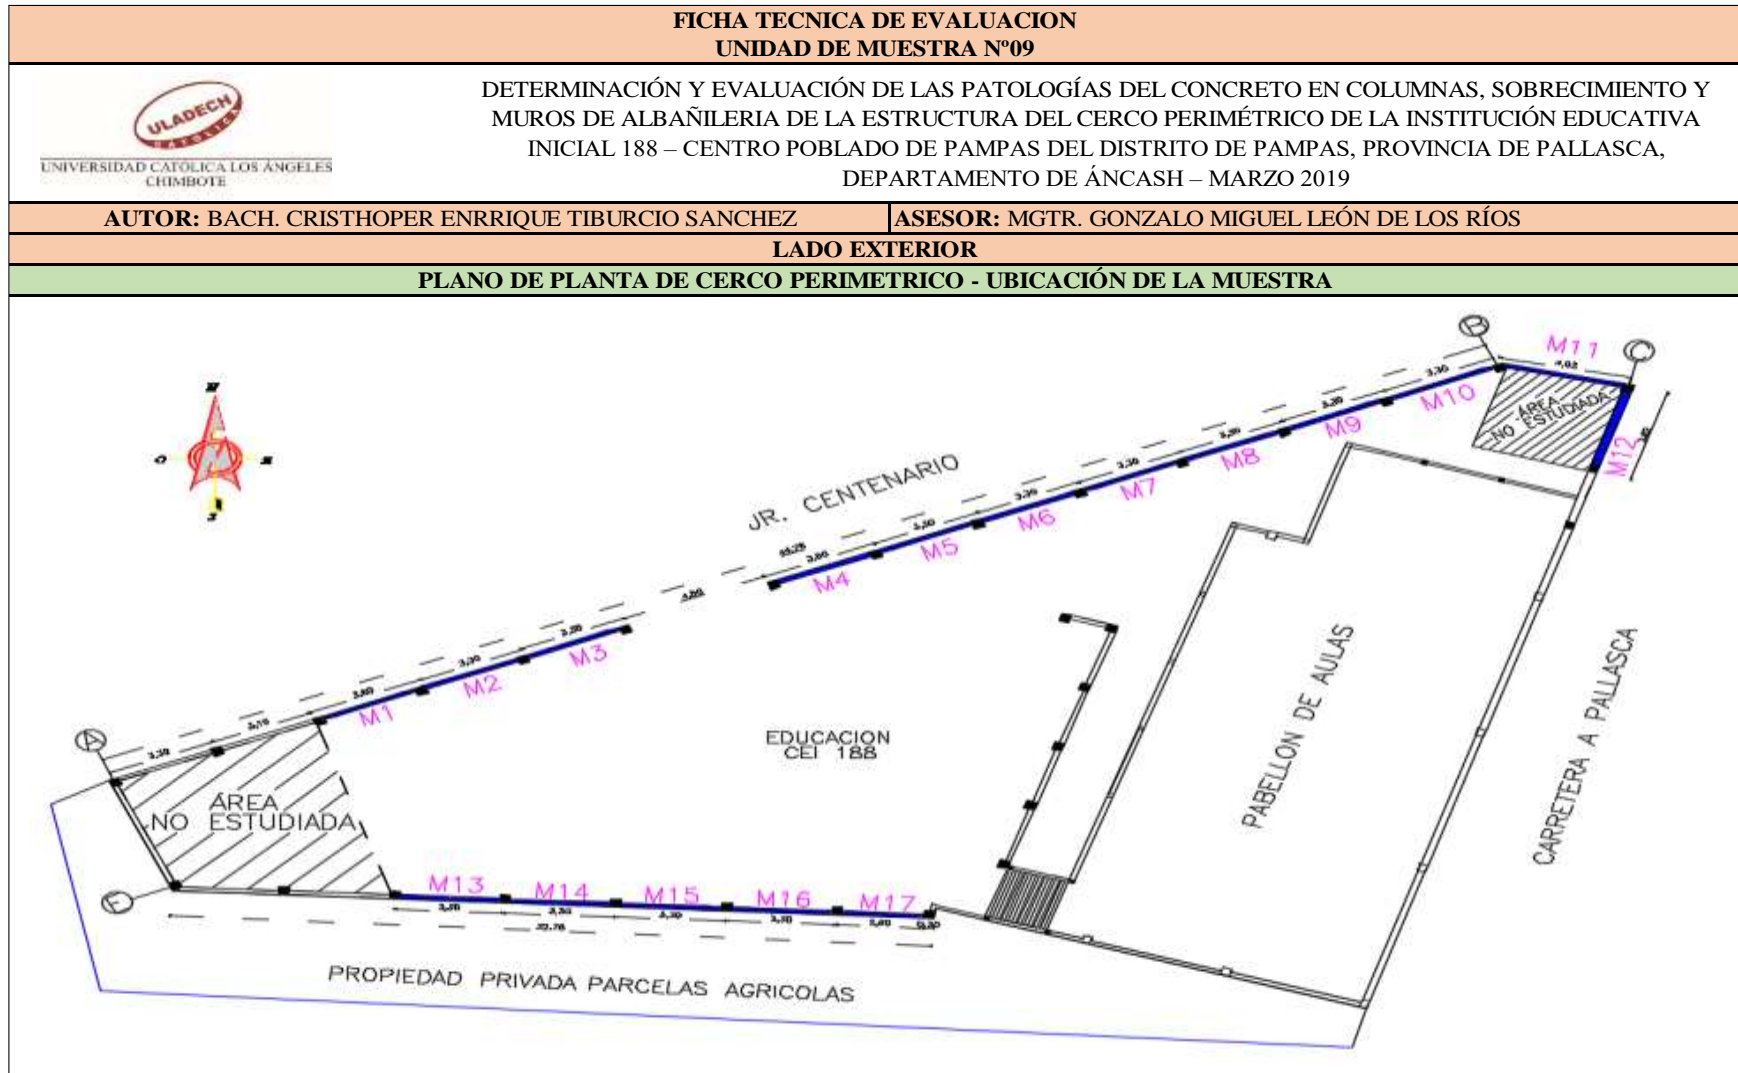 FICHA TECNICA DE EVALUACION
UNIDAD DE MUESTRA Nº09
ULADECH
CATOLICA
UNIVERSIDAD CATÓLICA LOS ÁNGELES
CHIMBOTE
DETERMINACIÓN Y EVALUACIÓN DE LAS PATOLOGÍAS DEL CONCRETO EN COLUMNAS, SOBRECIMIENTO Y
MUROS DE ALBAÑILERIA DE LA ESTRUCTURA DEL CERCO PERIMÉTRICO DE LA INSTITUCIÓN EDUCATIVA
INICIAL 188 – CENTRO POBLADO DE PAMPAS DEL DISTRITO DE PAMPAS, PROVINCIA DE PALLASCA,
DEPARTAMENTO DE ÁNCASH – MARZO 2019
AUTOR: BACH. CRISTHOPER ENRRIQUE TIBURCIO SANCHEZ
ASESOR: MGTR. GONZALO MIGUEL LEÓN DE LOS RÍOS
LADO EXTERIOR
PLANO DE PLANTA DE CERCO PERIMETRICO - UBICACIÓN DE LA MUESTRA
B
M11
C
ÁREA
NO ESTUDIADA
M12
M10
M9
M8
M7
M6
M5
M4
JR. CENTENARIO
M3
M2
M1
A
ÁREA
NO ESTUDIADA
EDUCACION
CEI 188
PABELLON DE AULAS
CARRETERA A PALLASCA
F
M13
M14
M15
M16
M17
PROPIEDAD PRIVADA PARCELAS AGRICOLAS